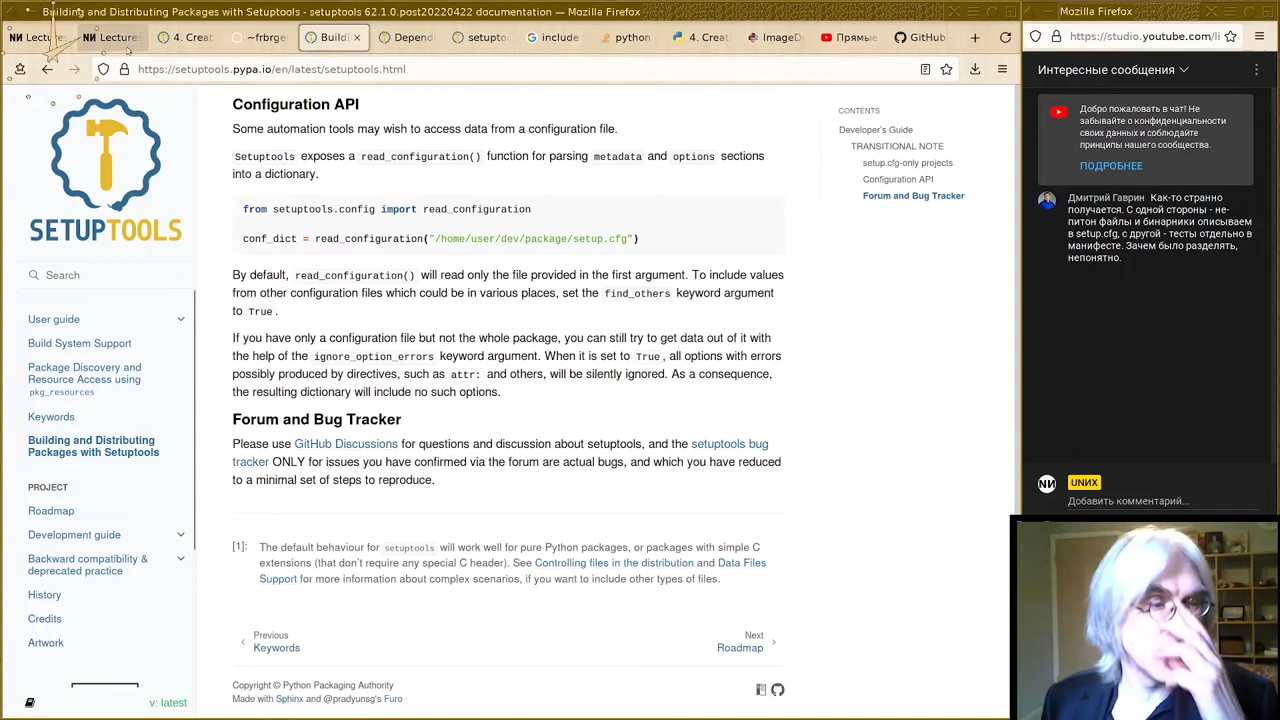 Building and Distributing Packages with Setuptools - setuptools 62.1.0.post20220422 documentation — Mozilla Firefox
Mozilla Firefox
Lecture
Lecture
4. Creat
~frbrge
Buildi
Depend
setupto
include
python
4. Creat
ImageD
Прямые
GitHub -
https://setuptools.pypa.io/en/latest/setuptools.html
https://studio.youtube.com/li
SETUPTOOLS
Search
User guide
Build System Support
Package Discovery and
Resource Access using
pkg_resources
Keywords
Building and Distributing
Packages with Setuptools
PROJECT
Roadmap
Development guide
Backward compatibility &
deprecated practice
History
Credits
Artwork
v: latest
Configuration API
Some automation tools may wish to access data from a configuration file.
Setuptools exposes a read_configuration() function for parsing metadata and options sections
into a dictionary.
from setuptools.config import read_configuration
conf_dict = read_configuration("/home/user/dev/package/setup.cfg")
By default, read_configuration() will read only the file provided in the first argument. To include values
from other configuration files which could be in various places, set the find_others keyword argument
to True.
If you have only a configuration file but not the whole package, you can still try to get data out of it with
the help of the ignore_option_errors keyword argument. When it is set to True, all options with errors
possibly produced by directives, such as attr: and others, will be silently ignored. As a consequence,
the resulting dictionary will include no such options.
Forum and Bug Tracker
Please use GitHub Discussions for questions and discussion about setuptools, and the setuptools bug
tracker ONLY for issues you have confirmed via the forum are actual bugs, and which you have reduced
to a minimal set of steps to reproduce.
[1]: The default behaviour for setuptools will work well for pure Python packages, or packages with simple C
extensions (that don't require any special C header). See Controlling files in the distribution and Data Files
Support for more information about complex scenarios, if you want to include other types of files.
Previous
Keywords
Next
Roadmap
Copyright © Python Packaging Authority
Made with Sphinx and @pradyunsg's Furo
CONTENTS
Developer's Guide
TRANSITIONAL NOTE
setup.cfg-only projects
Configuration API
Forum and Bug Tracker
Интересные сообщения
Добро пожаловать в чат! Не
забывайте о конфиденциальности
своих данных и соблюдайте
принципы нашего сообщества.
ПОДРОБНЕЕ
Дмитрий Гаврин Как-то странно
получается. С одной стороны - не-
питон файлы и бинарники описываем
в setup.cfg, с другой - тесты отдельно в
манифесте. Зачем было разделять,
непонятно.
UNИX
Добавить комментарий...